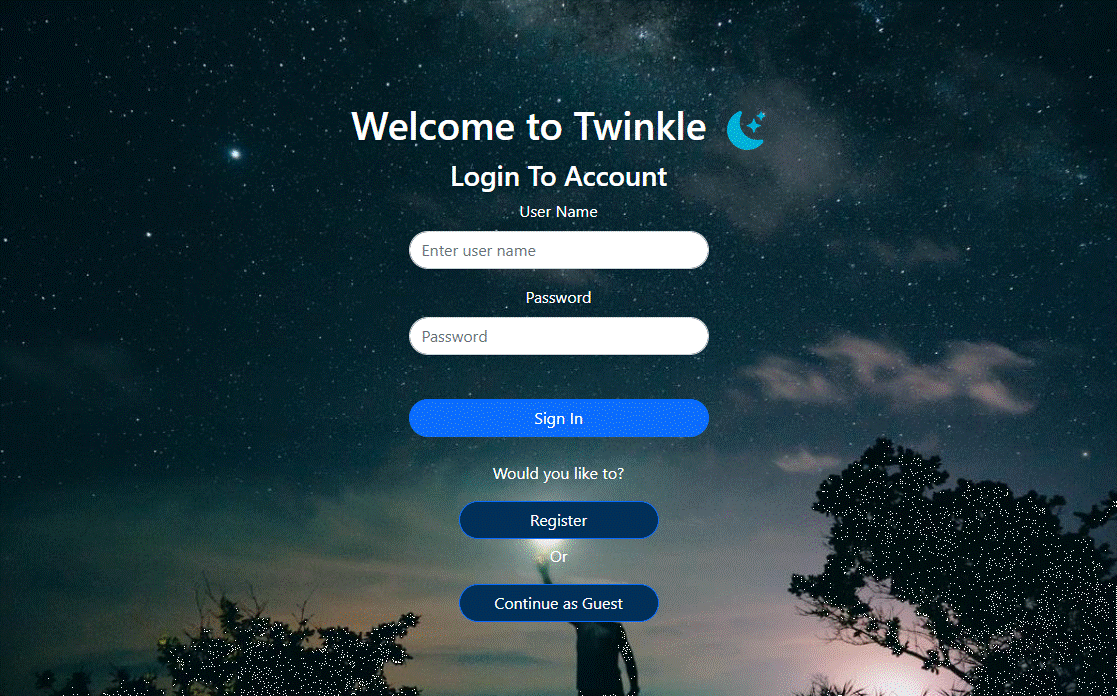 Welcome to Twinkle
Login To Account
User Name
Enter user name
Password
Password
Sign In
Would you like to?
Register
Or
Continue as Guest